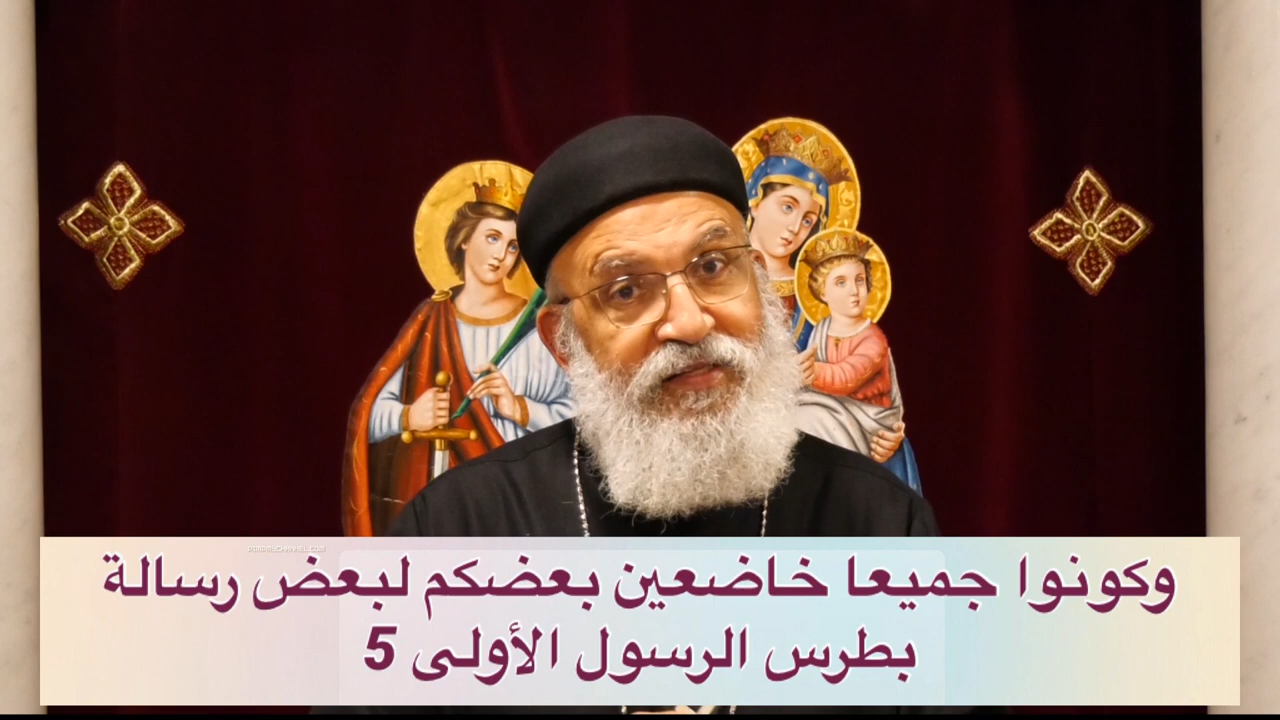 وكونوا جميعا خاضعين بعضكم لبعض رسالة
بطرس الرسول الأولى 5